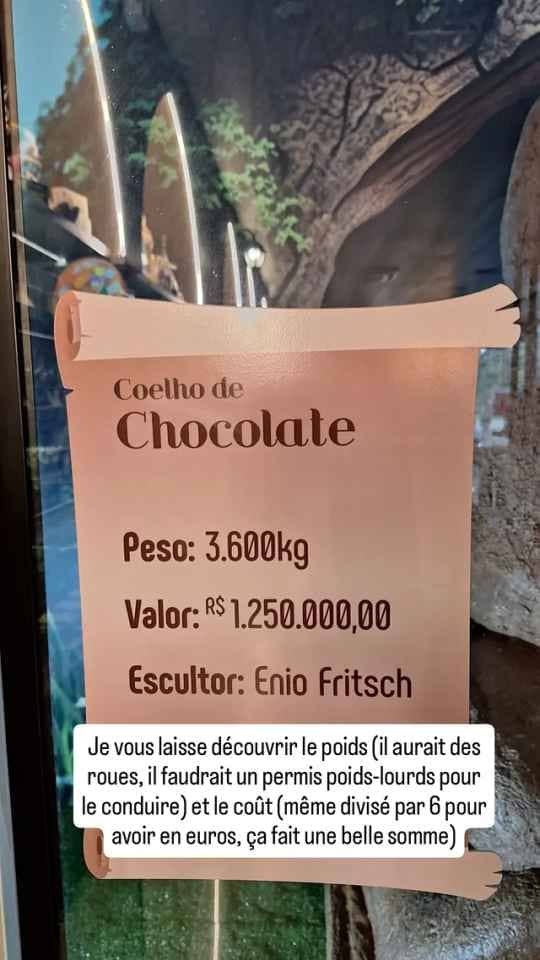 Coelho de
Chocolate
Peso: 3.600kg
Valor: R$ 1.250.000,00
Escultor: Enio Fritsch
Je vous laisse découvrir le poids (il aurait des
roues, il faudrait un permis poids-lourds pour
le conduire) et le coût (même divisé par 6 pour
avoir en euros, ça fait une belle somme)